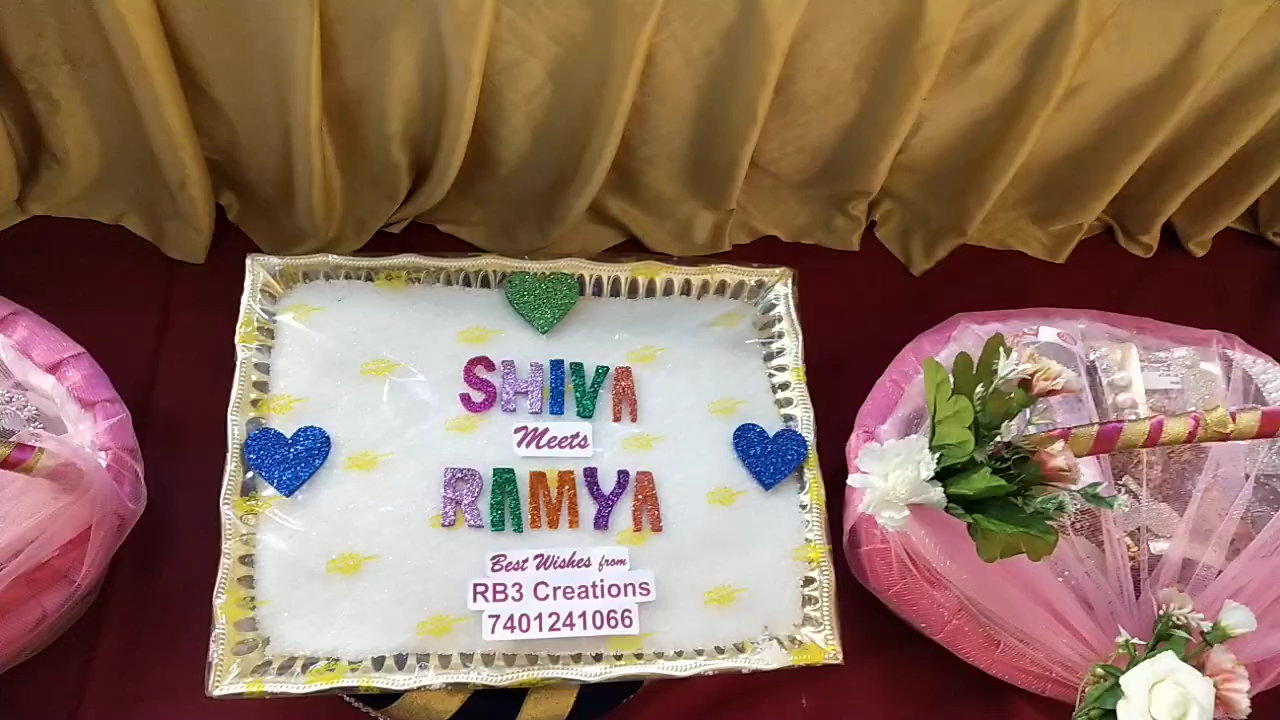 SHIVA
Meets
RAMYA
Best Wishes from
RB3 Creations
7401241066